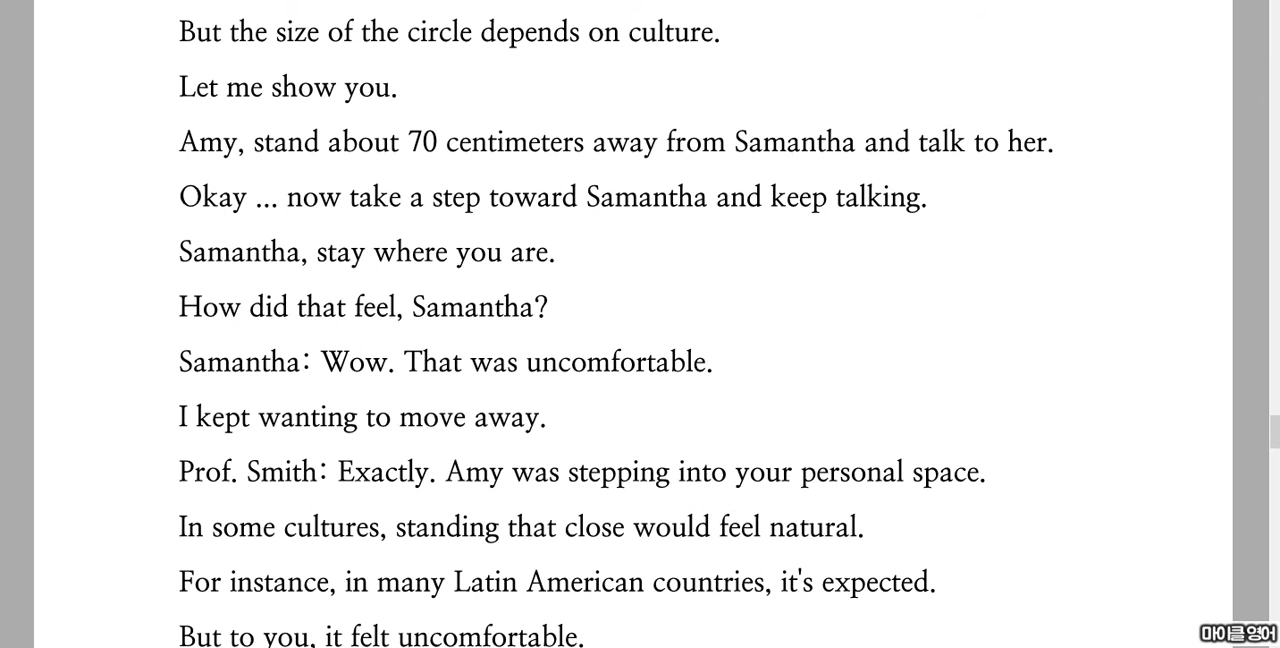 But the size of the circle depends on culture.
Let me show you.
Amy, stand about 70 centimeters away from Samantha and talk to her.
Okay ... now take a step toward Samantha and keep talking.
Samantha, stay where you are.
How did that feel, Samantha?
Samantha: Wow. That was uncomfortable.
I kept wanting to move away.
Prof. Smith: Exactly. Amy was stepping into your personal space.
In some cultures, standing that close would feel natural.
For instance, in many Latin American countries, it's expected.
But to you, it felt uncomfortable.
마이클영어